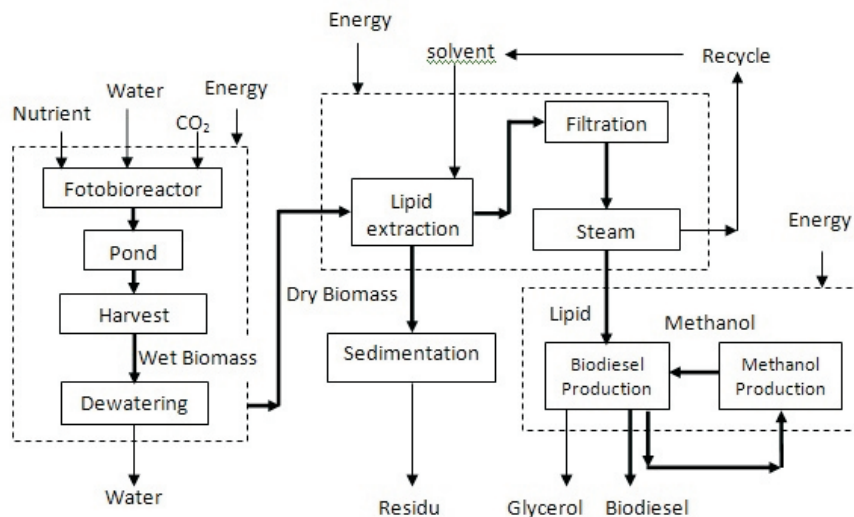 Energy
solvent
Recycle
Water
Energy
Nutrient
CO₂
Filtration
Fotobioreactor
Lipid
extraction
Steam
Energy
Pond
Dry Biomass
Harvest
Lipid
Methanol
Wet Biomass
Sedimentation
Biodiesel
Production
Methanol
Production
Dewatering
Water
Residu
Glycerol
Biodiesel